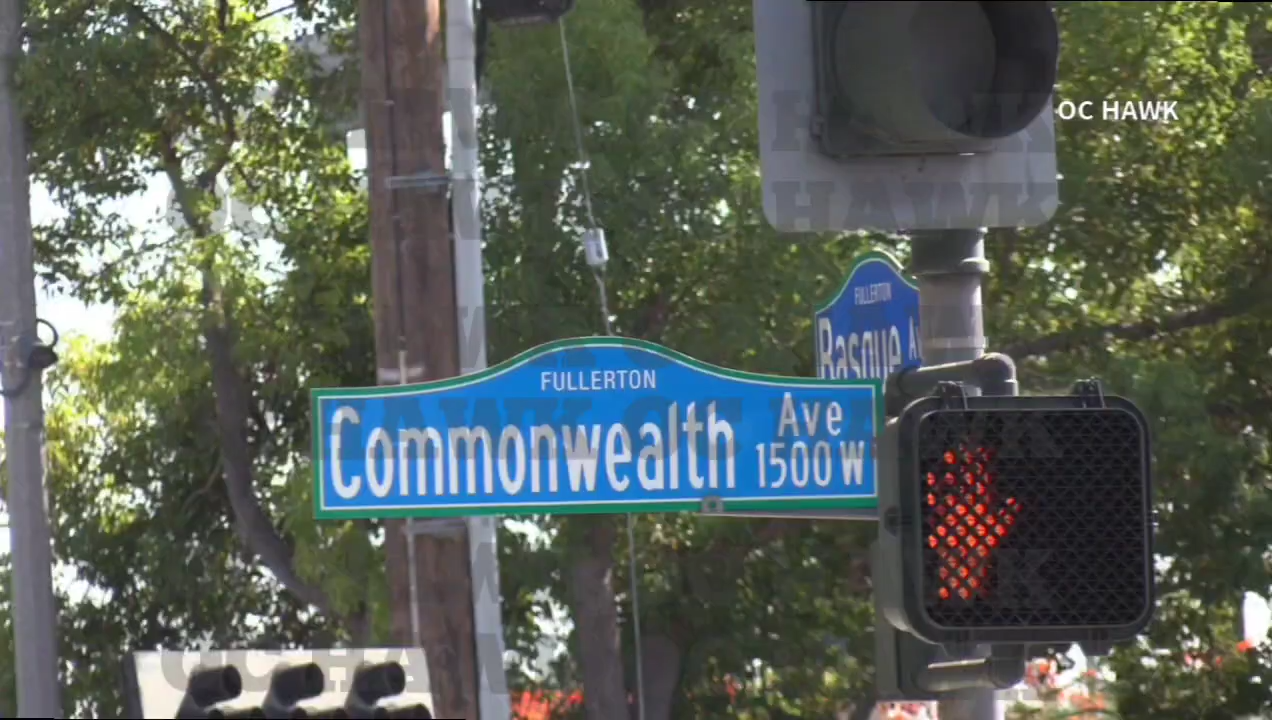 OC HAWK
FULLERTON
Basque
FULLERTON
Commonwealth Ave
1500 W